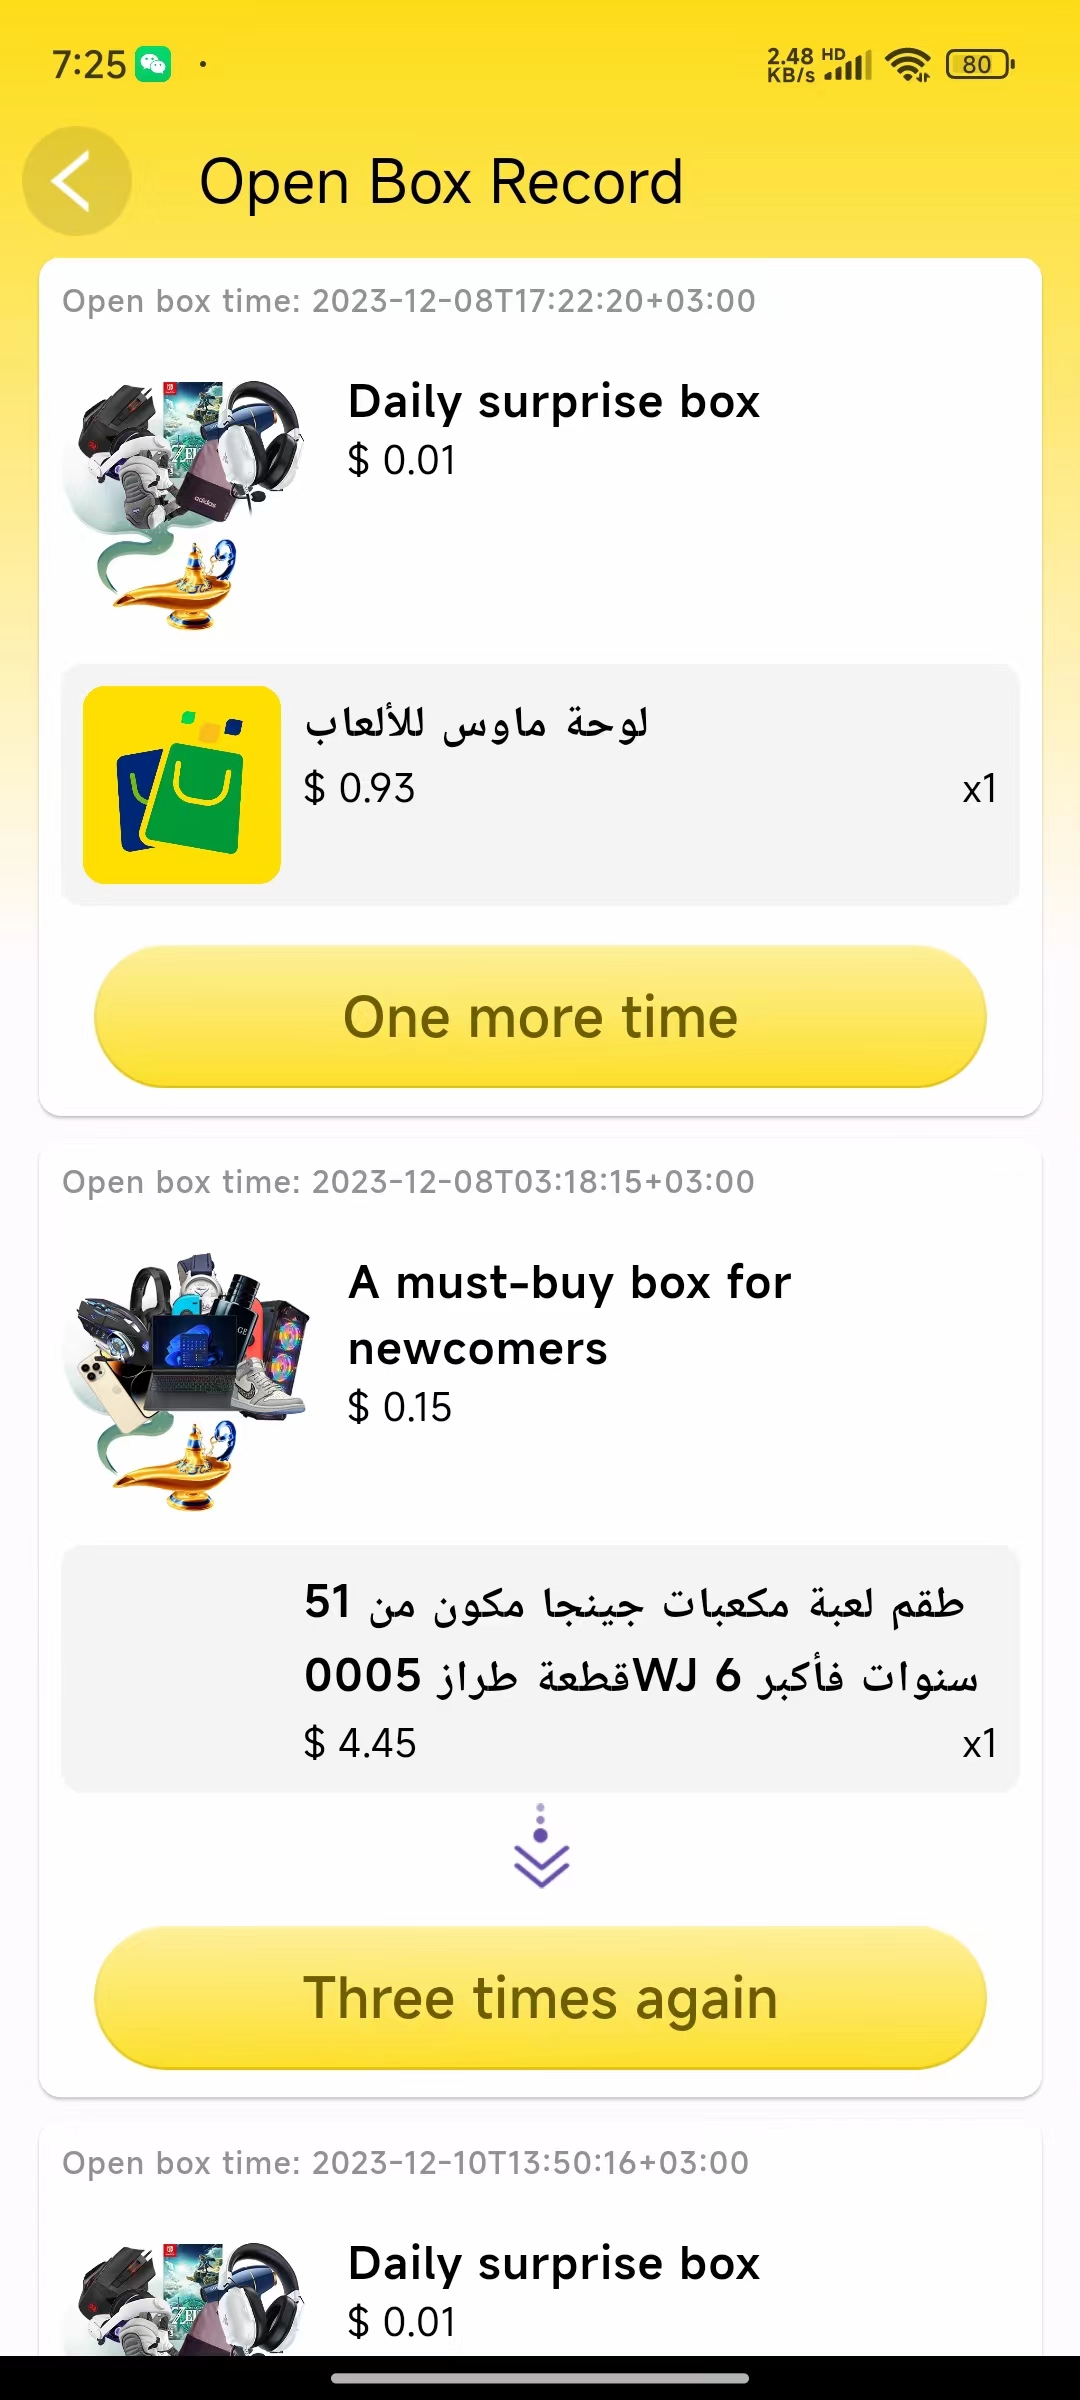 7:25
2.48 KB/s HD
80
Open Box Record
Open box time: 2023-12-08T17:22:20+03:00
Daily surprise box
$ 0.01
لوحة ماوس للألعاب
$ 0.93
x1
One more time
Open box time: 2023-12-08T03:18:15+03:00
A must-buy box for
newcomers
$ 0.15
طقم لعبة مكعبات جينجا مكون من 51
سنوات فأكبر 6 WJقطعة طراز 0005
$ 4.45
x1
Three times again
Open box time: 2023-12-10T13:50:16+03:00
Daily surprise box
$ 0.01